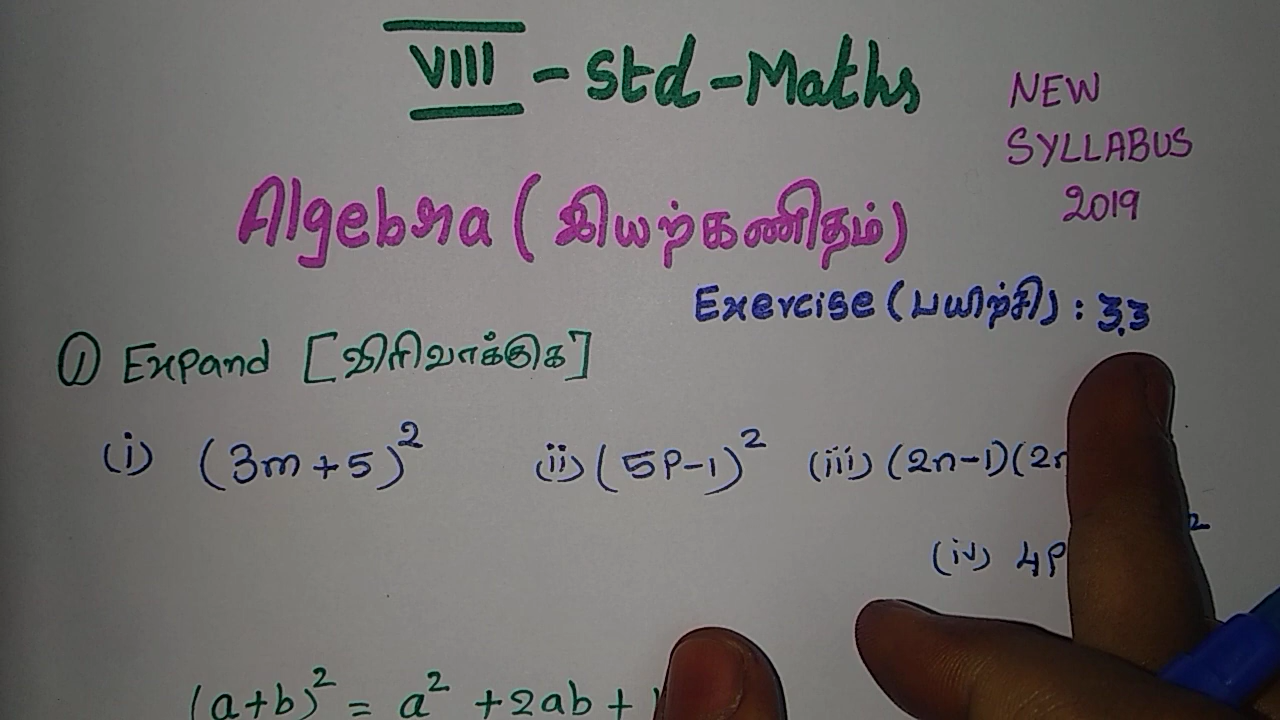 VIII - Std - Maths
NEW
SYLLABUS
2019
Algebra (இயற்கணிதம்)
Exercise (பயிற்சி) : 3.3
① Expand [விரிவாக்குக]
(i) (3m+5)² (ii) (5P-1)² (iii) (2n-1)(2n
(iv) 4P ²
(a+b)² = a² + 2ab +